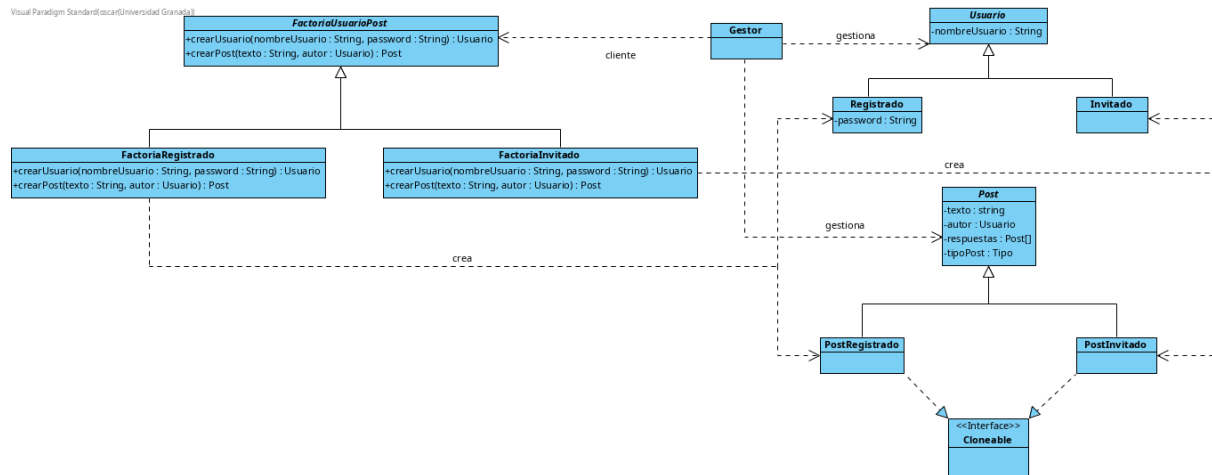 Visual Paradigm Standard(oscar(Universidad Granada))
FactoriaUsuarioPost
+crearUsuario(nombreUsuario : String, password : String) : Usuario
+crearPost(texto : String, autor : Usuario) : Post
cliente
Gestor
gestiona
Usuario
-nombreUsuario : String
Registrado
-password : String
Invitado
FactoriaRegistrado
+crearUsuario(nombreUsuario : String, password : String) : Usuario
+crearPost(texto : String, autor : Usuario) : Post
FactoriaInvitado
+crearUsuario(nombreUsuario : String, password : String) : Usuario
+crearPost(texto : String, autor : Usuario) : Post
crea
Post
-texto : string
-autor : Usuario
-respuestas : Post[]
-tipoPost : Tipo
gestiona
crea
PostRegistrado
PostInvitado
<<Interface>>
Cloneable